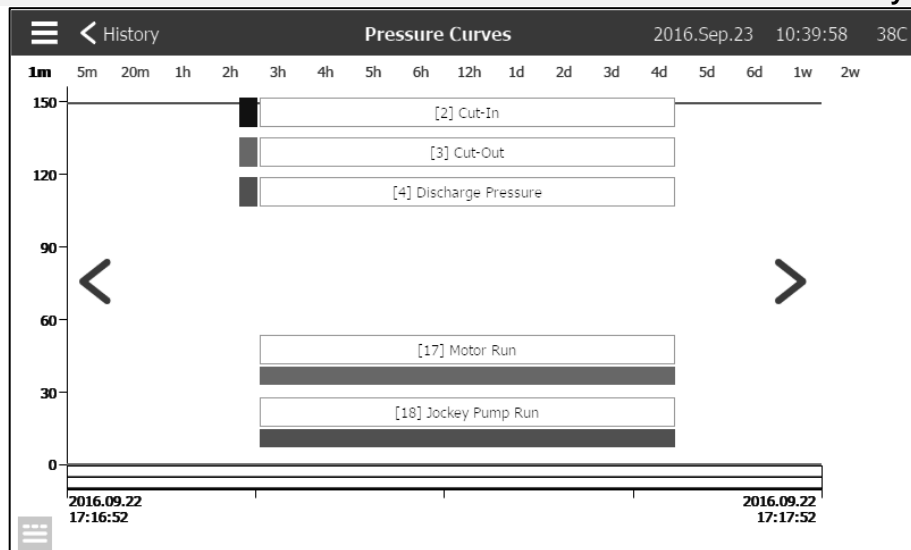 History Pressure Curves 2016.Sep.23 10:39:58 38C
1m 5m 20m 1h 2h 3h 4h 5h 6h 12h 1d 2d 3d 4d 5d 6d 1w 2w
150
[2] Cut-In
[3] Cut-Out
120
[4] Discharge Pressure
90
60
[17] Motor Run
30
[18] Jockey Pump Run
0
2016.09.22 2016.09.22
17:16:52 17:17:52